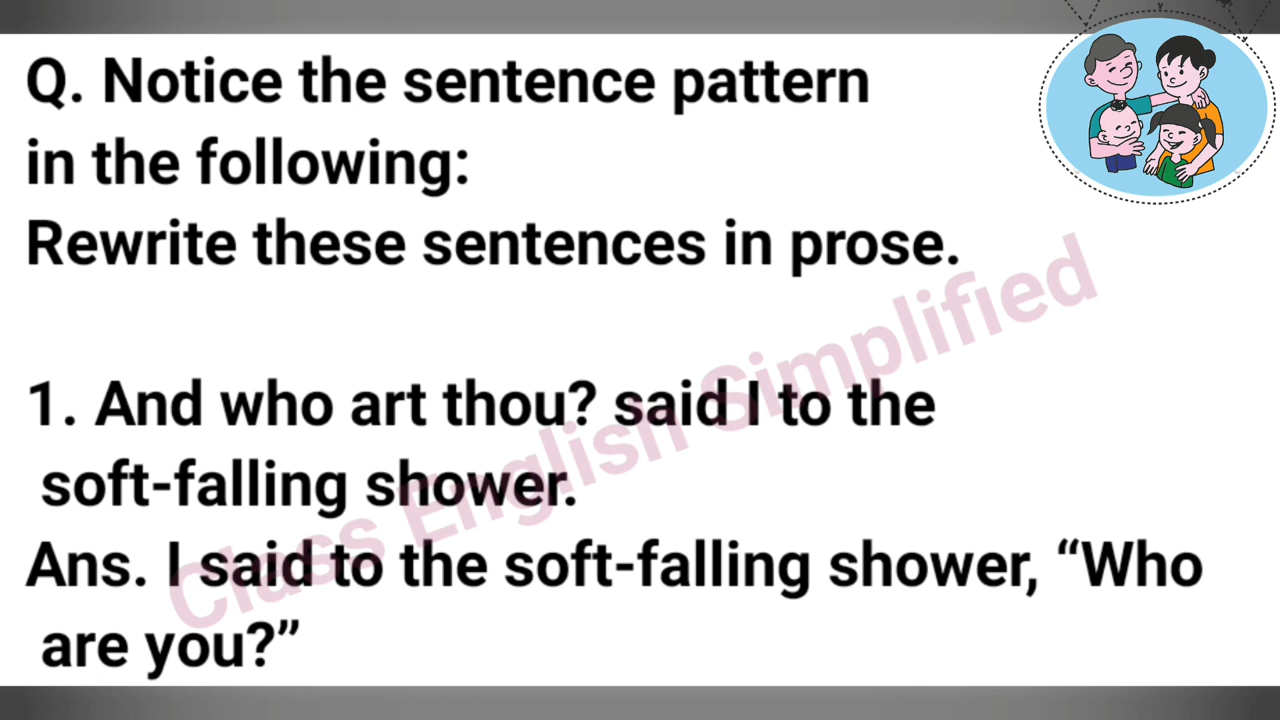 Q. Notice the sentence pattern
in the following:
Rewrite these sentences in prose.
1. And who art thou? said I to the
soft-falling shower.
Ans. I said to the soft-falling shower, “Who
are you?”
Class English Simplified